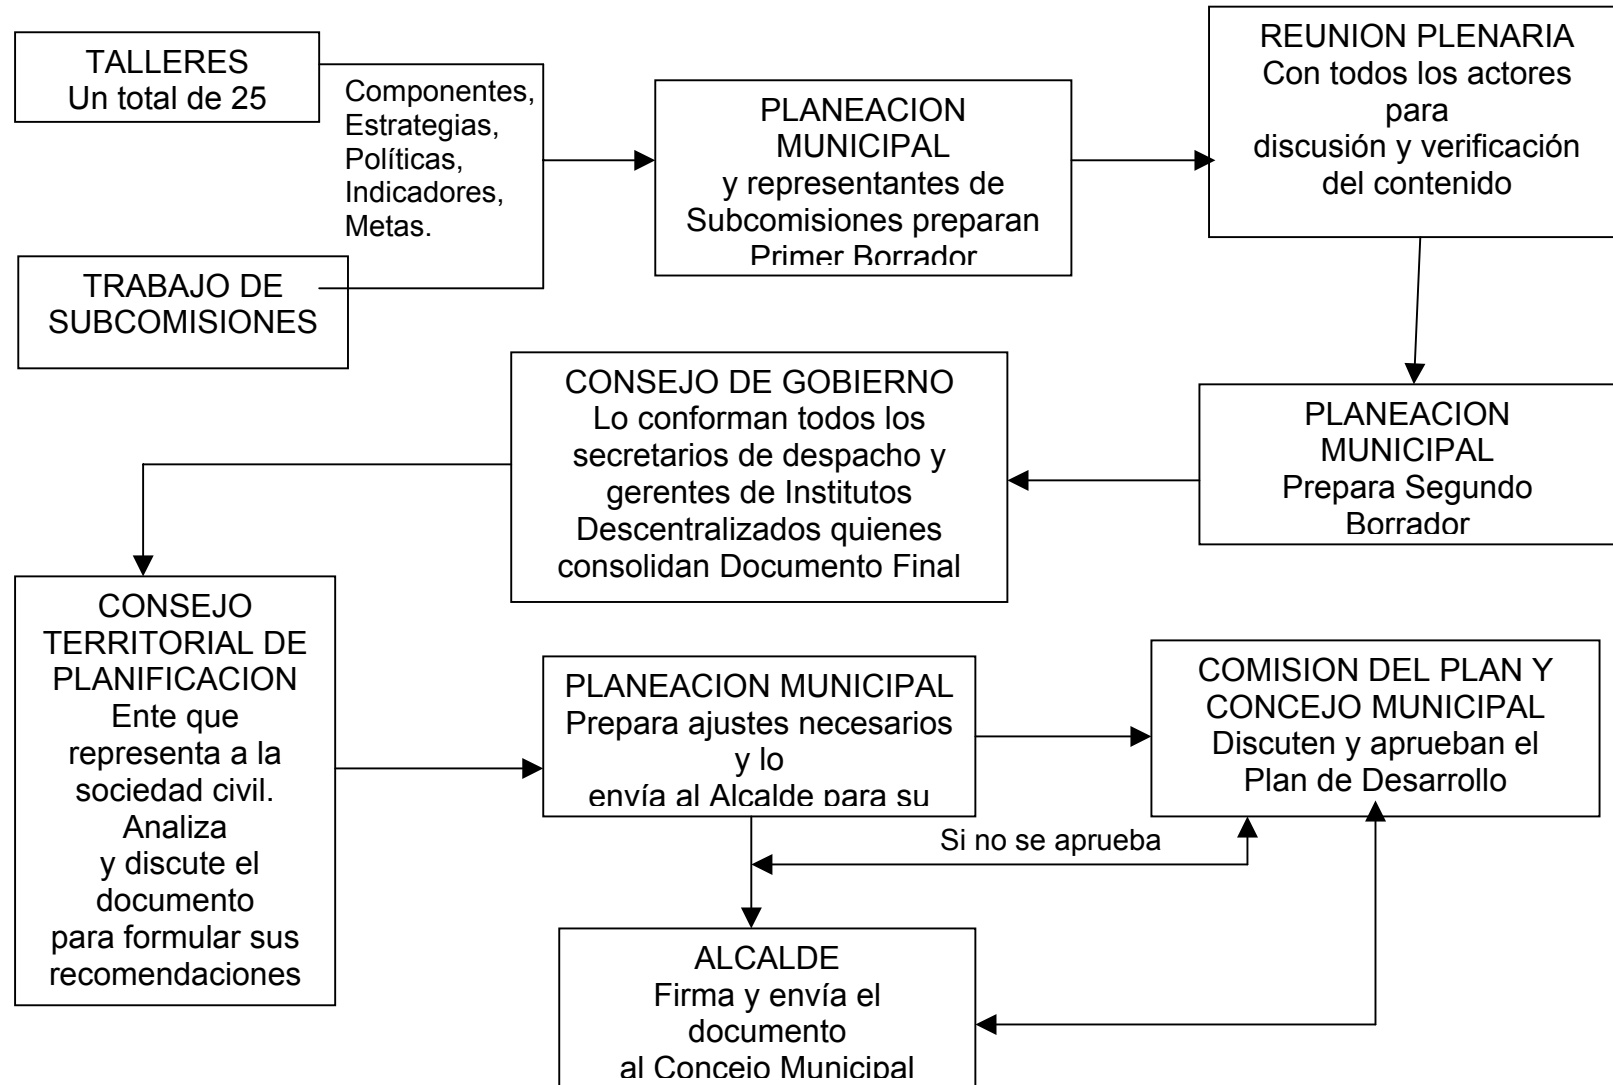 TALLERES
Un total de 25
Componentes,
Estrategias,
Políticas,
Indicadores,
Metas.
TRABAJO DE
SUBCOMISIONES
PLANEACION
MUNICIPAL
y representantes de
Subcomisiones preparan
Primer Borrador
REUNION PLENARIA
Con todos los actores
para
discusión y verificación
del contenido
PLANEACION
MUNICIPAL
Prepara Segundo
Borrador
CONSEJO DE GOBIERNO
Lo conforman todos los
secretarios de despacho y
gerentes de Institutos
Descentralizados quienes
consolidan Documento Final
CONSEJO
TERRITORIAL DE
PLANIFICACION
Ente que
representa a la
sociedad civil.
Analiza
y discute el
documento
para formular sus
recomendaciones
PLANEACION MUNICIPAL
Prepara ajustes necesarios
y lo
envía al Alcalde para su
COMISION DEL PLAN Y
CONCEJO MUNICIPAL
Discuten y aprueban el
Plan de Desarrollo
Si no se aprueba
ALCALDE
Firma y envía el
documento
al Concejo Municipal